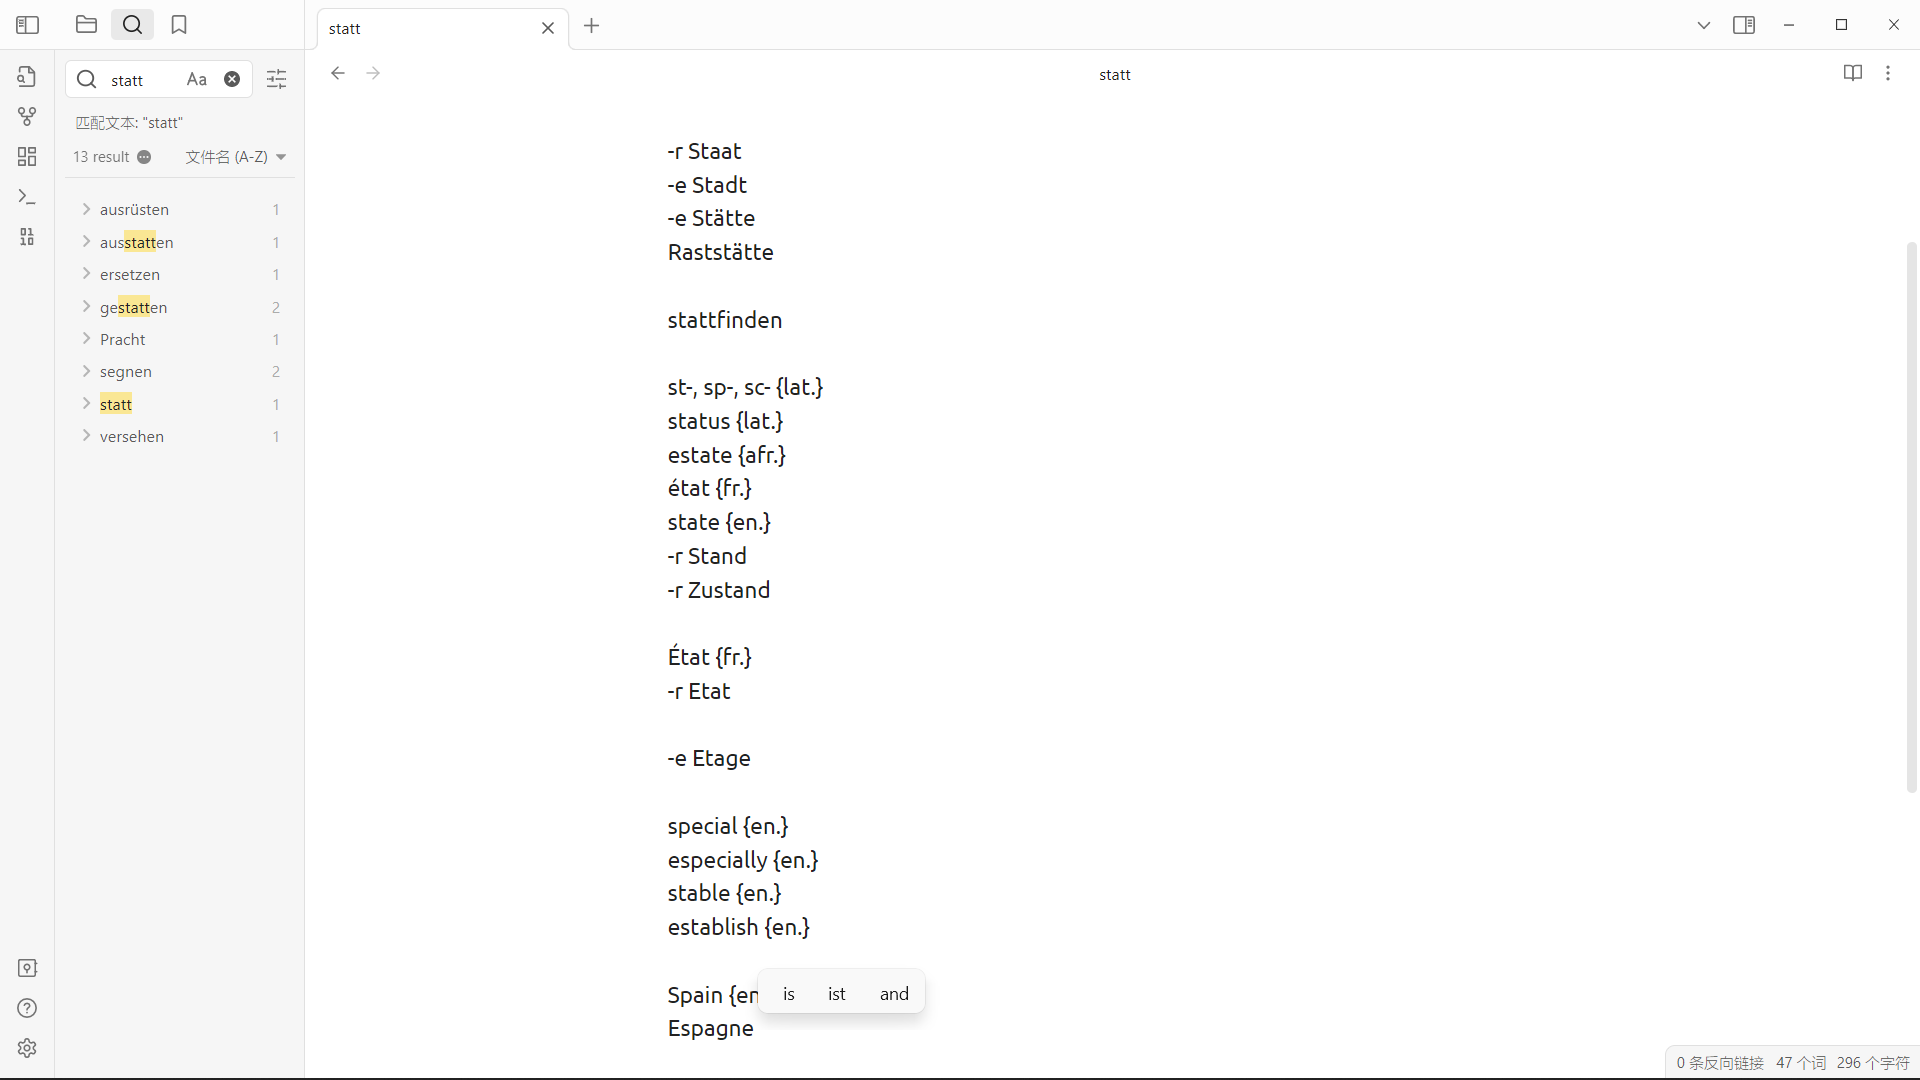 statt
statt
Aa
statt
匹配文本: "statt"
13 result
文件名 (A-Z)
ausrüsten 1
ausstatten 1
ersetzen 1
gestatten 2
Pracht 1
segnen 2
statt 1
versehen 1
-r Staat
-e Stadt
-e Stätte
Raststätte
stattfinden
st-, sp-, sc- {lat.}
status {lat.}
estate {afr.}
état {fr.}
state {en.}
-r Stand
-r Zustand
État {fr.}
-r Etat
-e Etage
special {en.}
especially {en.}
stable {en.}
establish {en.}
Spain {en
is ist and
Espagne
0 条反向链接 47 个词 296 个字符